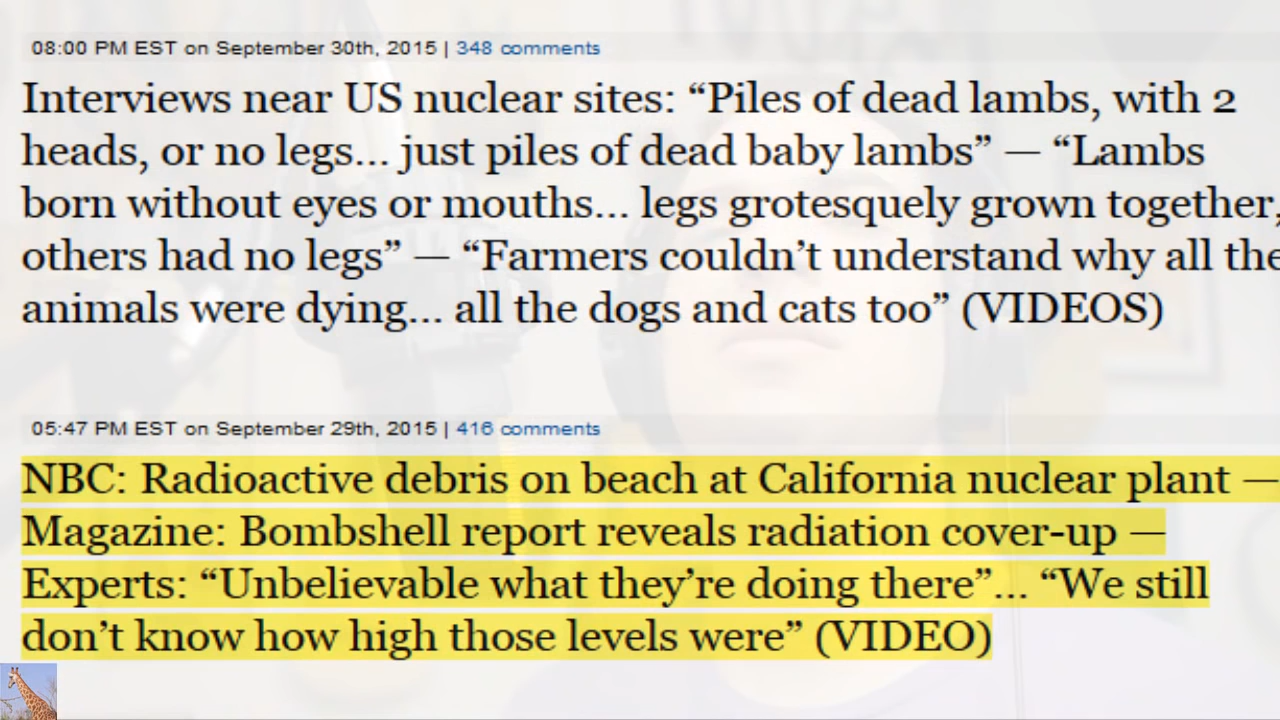 08:00 PM EST on September 30th, 2015 | 348 comments
Interviews near US nuclear sites: “Piles of dead lambs, with 2
heads, or no legs... just piles of dead baby lambs” — “Lambs
born without eyes or mouths... legs grotesquely grown together,
others had no legs” — “Farmers couldn’t understand why all the
animals were dying... all the dogs and cats too” (VIDEOS)
05:47 PM EST on September 29th, 2015 | 416 comments
NBC: Radioactive debris on beach at California nuclear plant —
Magazine: Bombshell report reveals radiation cover-up —
Experts: “Unbelievable what they’re doing there”... “We still
don’t know how high those levels were” (VIDEO)